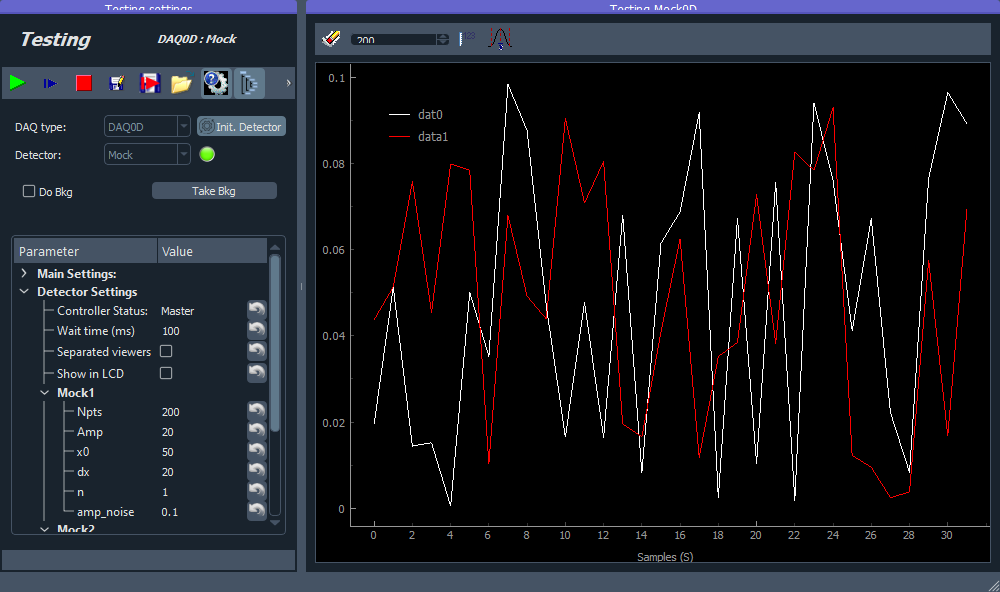 Testing settings
Testing
DAQ0D : Mock
DAQ type:
DAQ0D
Init. Detector
Detector:
Mock
Do Bkg
Take Bkg
Parameter Value
Main Settings:
Detector Settings
Controller Status: Master
Wait time (ms) 100
Separated viewers
Show in LCD
Mock1
Npts 200
Amp 20
x0 50
dx 20
n 1
amp_noise 0.1
Mock2
Testing Mock0D
200
123
dat0
data1
0.1
0.08
0.06
0.04
0.02
0
0 2 4 6 8 10 12 14 16 18 20 22 24 26 28 30
Samples (S)